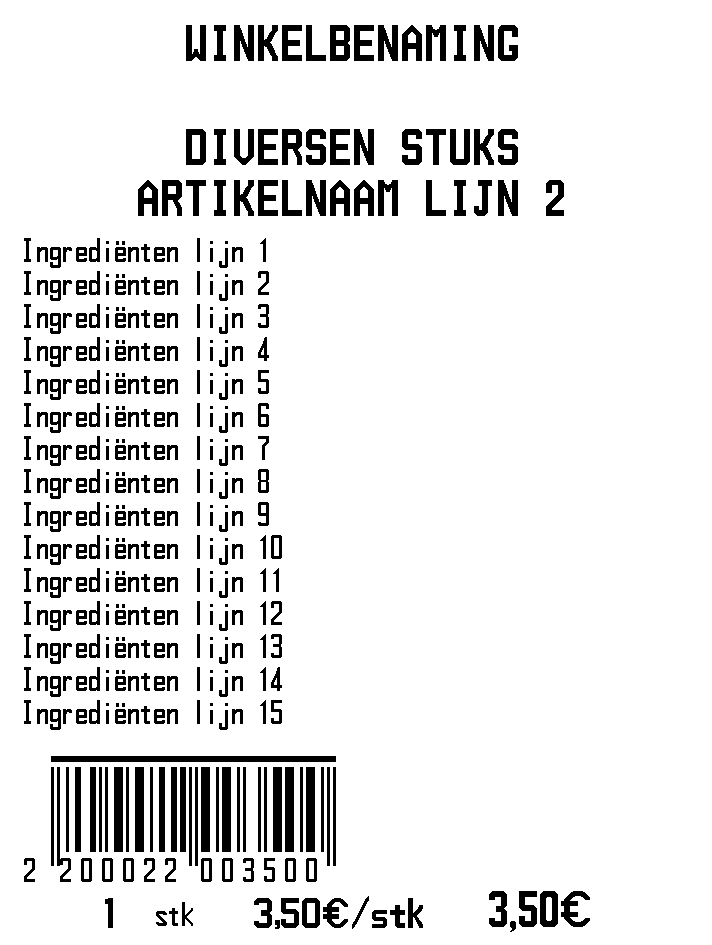 WINKELBENAMING
DIVERSEN STUKS
ARTIKELNAAM LIJN 2
Ingrediënten lijn 1
Ingrediënten lijn 2
Ingrediënten lijn 3
Ingrediënten lijn 4
Ingrediënten lijn 5
Ingrediënten lijn 6
Ingrediënten lijn 7
Ingrediënten lijn 8
Ingrediënten lijn 9
Ingrediënten lijn 10
Ingrediënten lijn 11
Ingrediënten lijn 12
Ingrediënten lijn 13
Ingrediënten lijn 14
Ingrediënten lijn 15
2 200022 003500
1 stk 3,50€/stk 3,50€